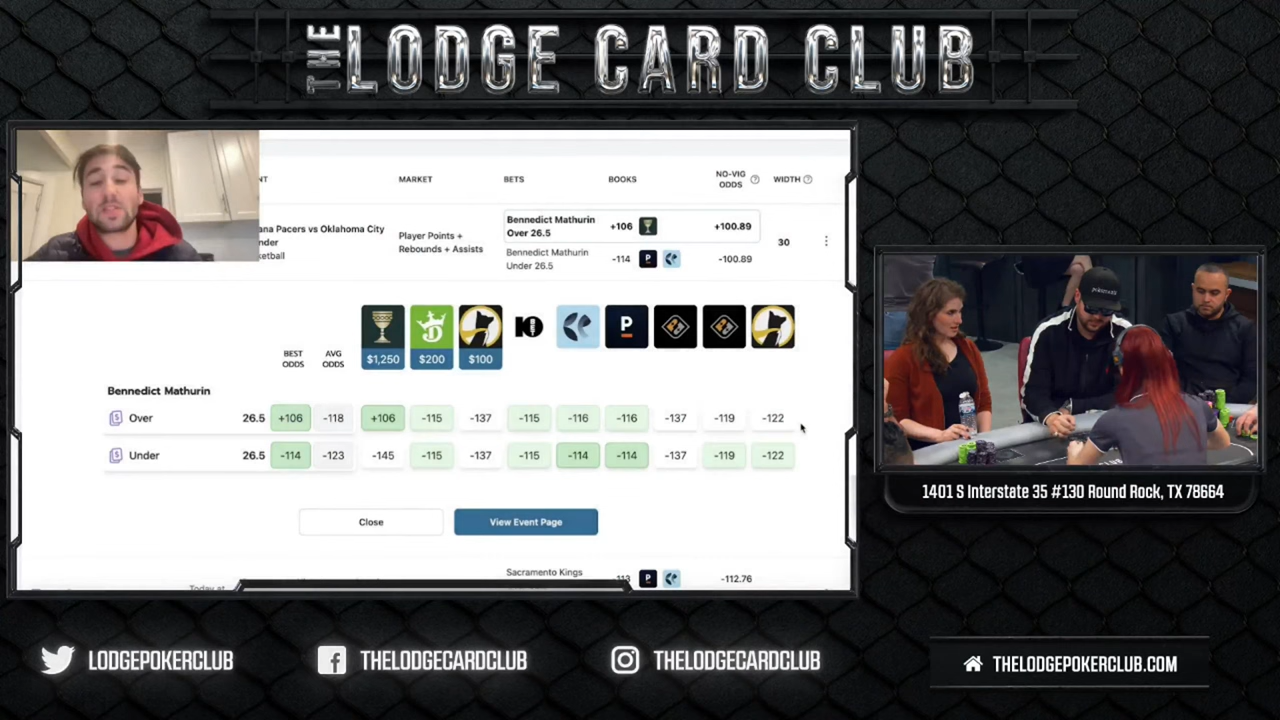 THE LODGE CARD CLUB
NT MARKET BETS BOOKS NO-VIG ODDS WIDTH
ana Pacers vs Oklahoma City
nder
ketball
Player Points +
Rebounds + Assists
Bennedict Mathurin
Over 26.5
+106 +100.89
Bennedict Mathurin
Under 26.5
-114 P -100.89
30
BEST ODDS AVG ODDS $1,250 $200 $100 P
Bennedict Mathurin
Over 26.5 +106 -118 +106 -115 -137 -115 -116 -116 -137 -119 -122
Under 26.5 -114 -123 -145 -115 -137 -115 -114 -114 -137 -119 -122
Close View Event Page
Sacramento Kings
Today at -113 P -112.76
1401 S Interstate 35 #130 Round Rock, TX 78664
LODGEPOKERCLUB THELODGECARDCLUB THELODGECARDCLUB THELODGEPOKERCLUB.COM